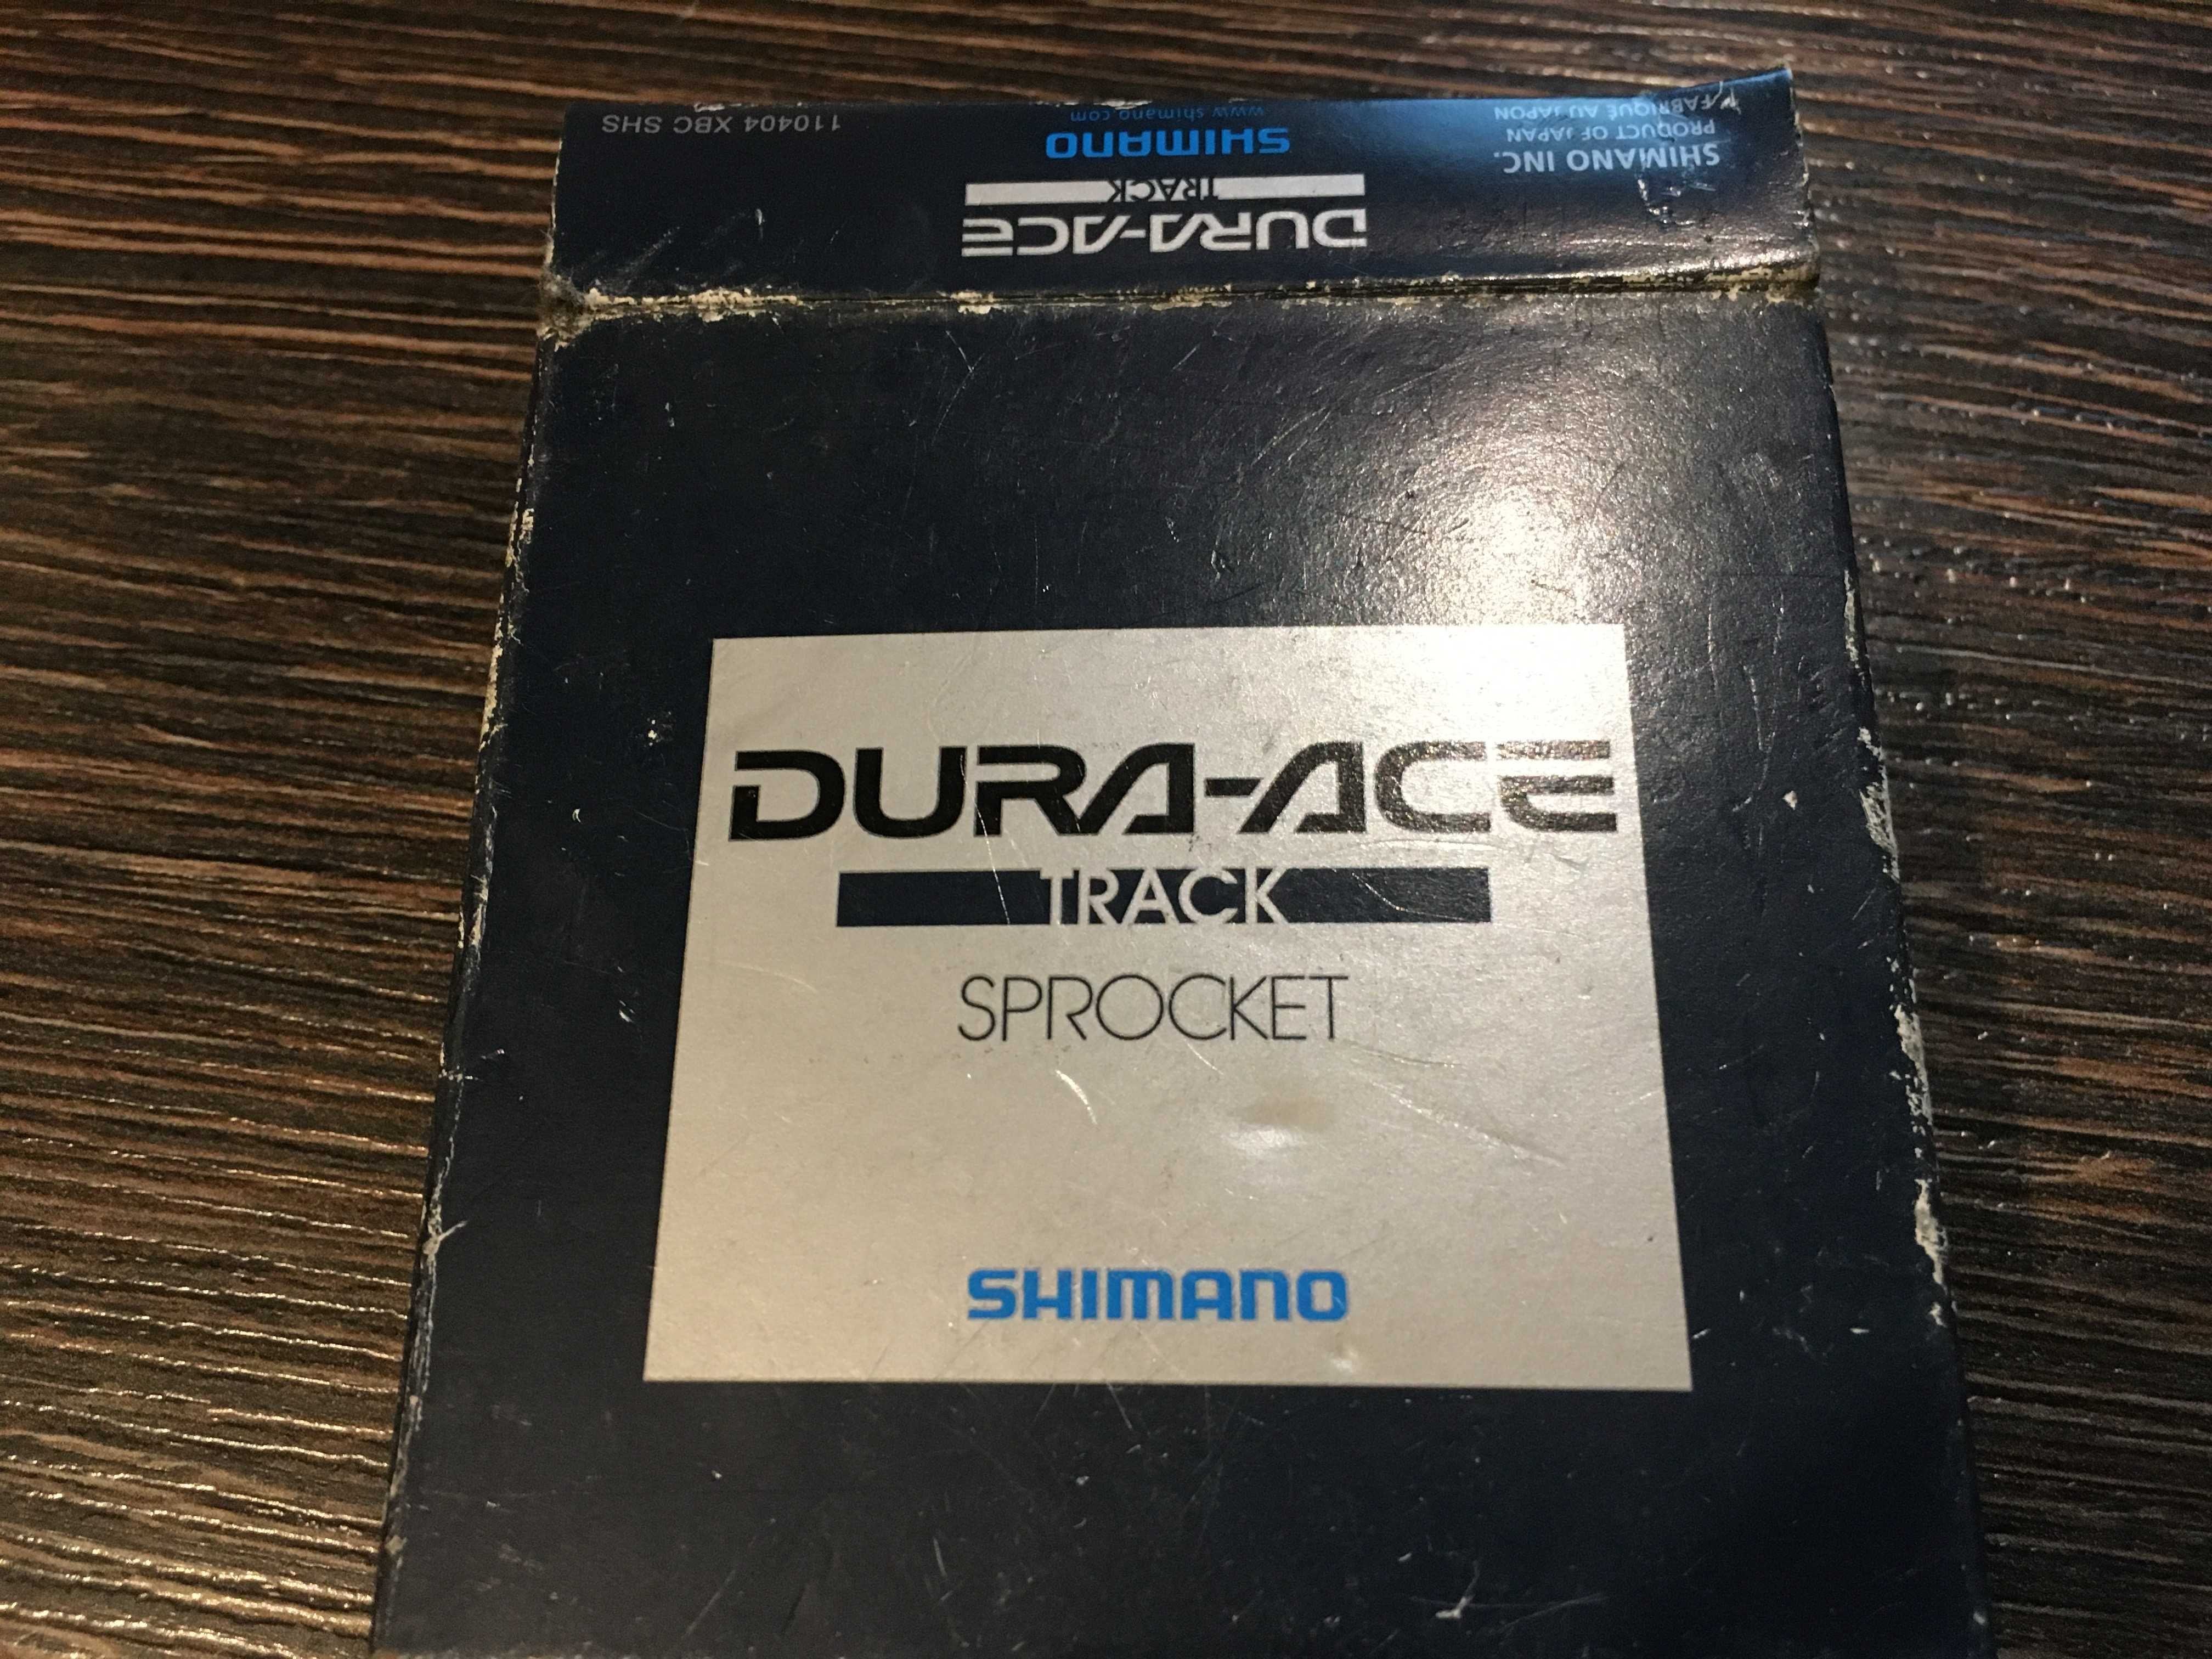 110404 XBC SHS
SHIMANO INC.
PRODUCT OF JAPAN
FABRIQUÉ AU JAPON
DURA-ACE
TRACK
SHIMANO
www.shimano.com
DURA-ACE
TRACK
SPROCKET
SHIMANO